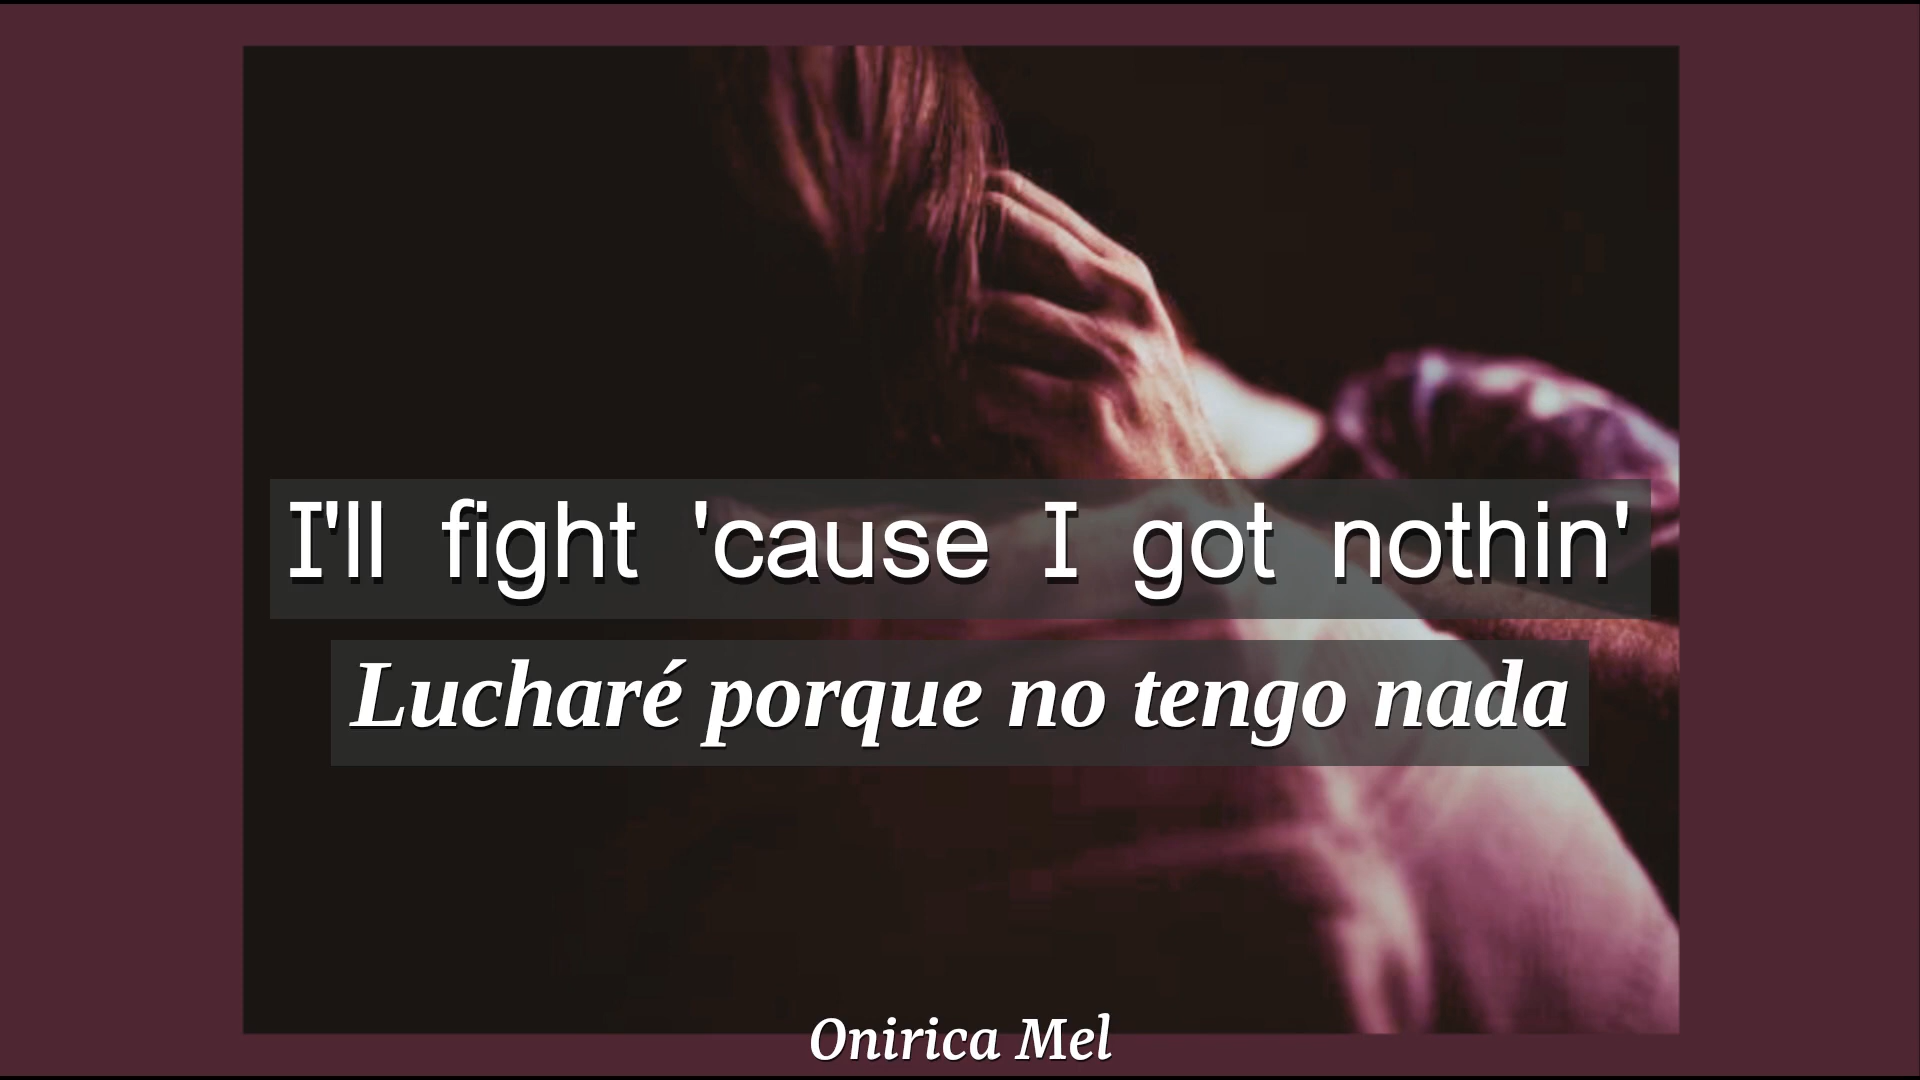 I'll fight 'cause I got nothin'
Lucharé porque no tengo nada
Onirica Mel